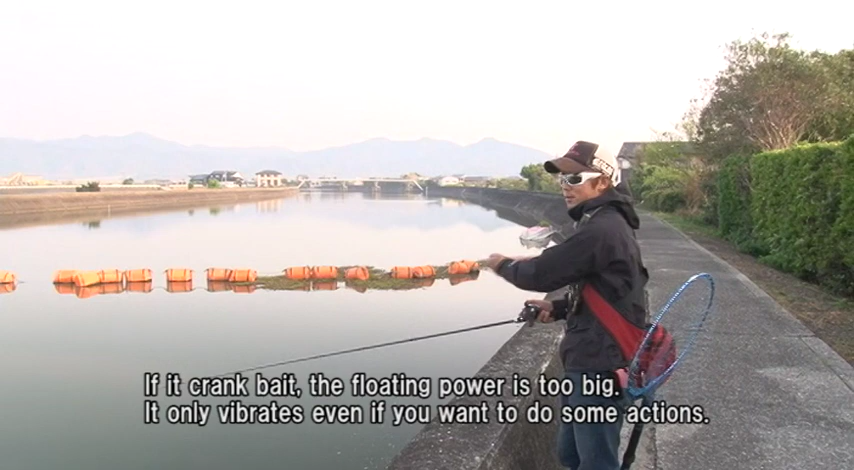 If it crank bait, the floating power is too big.
It only vibrates even if you want to do some actions.